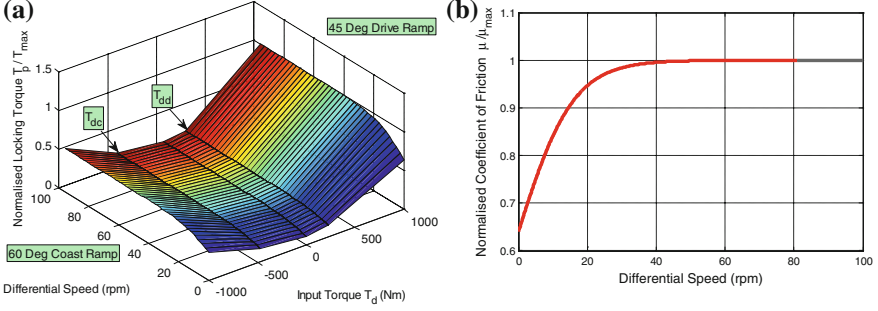 (a)
45 Deg Drive Ramp
Normalised Locking Torque T_p / T_max
1.5
1
0.5
0
T_dc
T_dd
100
80
60
40
20
0
60 Deg Coast Ramp
Differential Speed (rpm)
-1000
-500
0
500
1000
Input Torque T_d (Nm)
(b)
Normalised Coefficient of Friction μ/μ_max
1.1
1
0.9
0.8
0.7
0.6
0
20
40
60
80
100
Differential Speed (rpm)